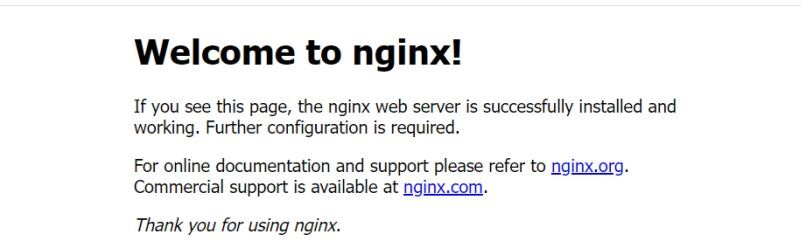 Welcome to nginx!
If you see this page, the nginx web server is successfully installed and
working. Further configuration is required.
For online documentation and support please refer to nginx.org.
Commercial support is available at nginx.com.
Thank you for using nginx.